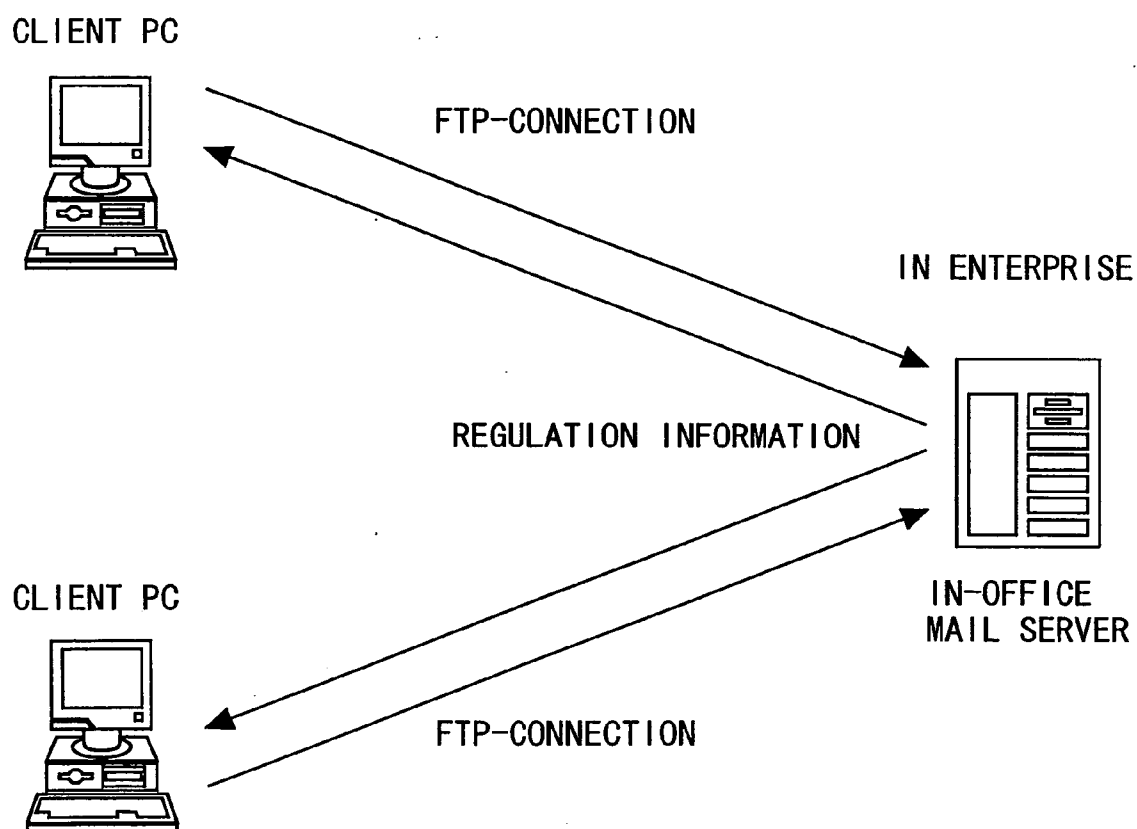 CLIENT PC
FTP-CONNECTION
IN ENTERPRISE
REGULATION INFORMATION
CLIENT PC
IN-OFFICE
MAIL SERVER
FTP-CONNECTION